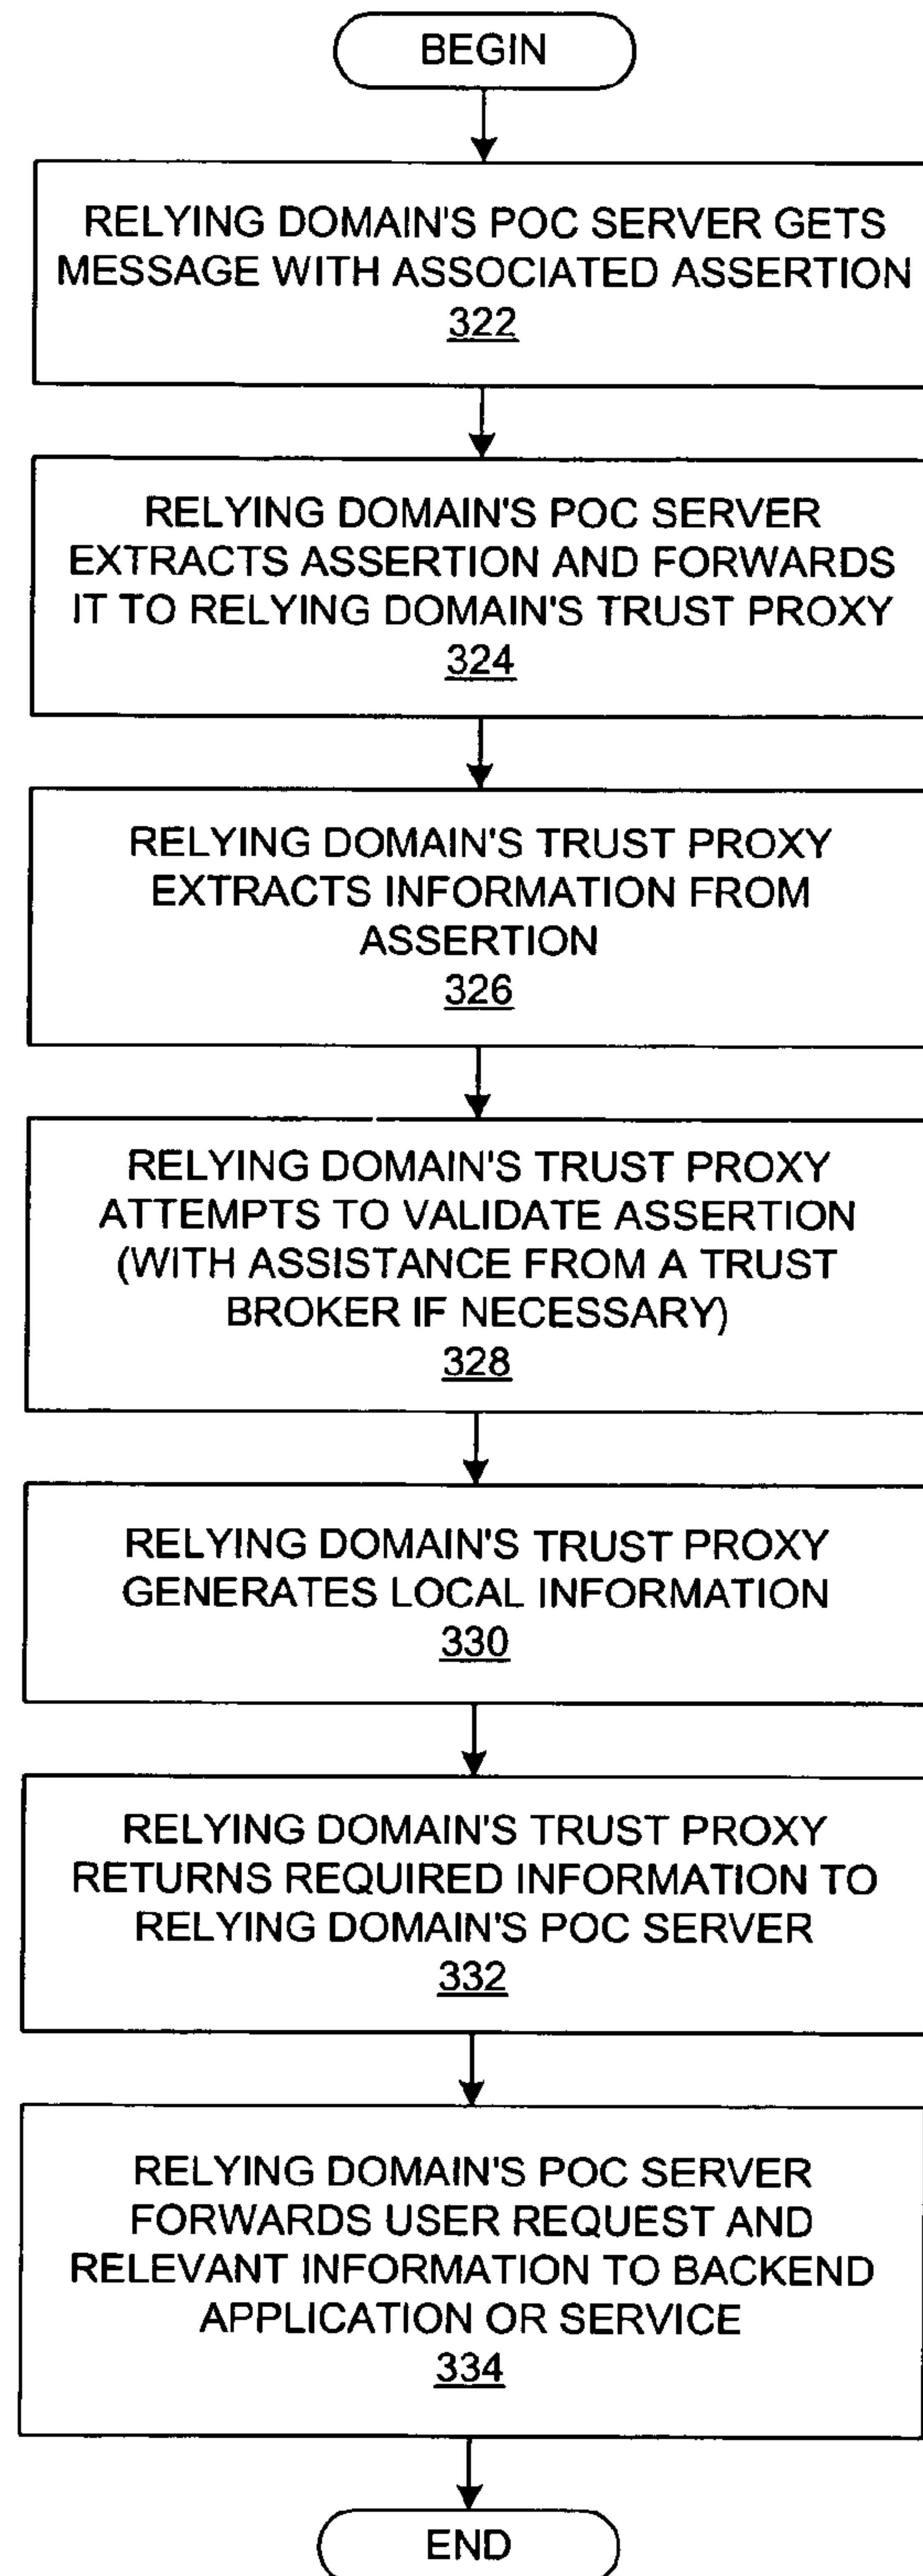 BEGIN
RELYING DOMAIN'S POC SERVER GETS
MESSAGE WITH ASSOCIATED ASSERTION
322
RELYING DOMAIN'S POC SERVER
EXTRACTS ASSERTION AND FORWARDS
IT TO RELYING DOMAIN'S TRUST PROXY
324
RELYING DOMAIN'S TRUST PROXY
EXTRACTS INFORMATION FROM
ASSERTION
326
RELYING DOMAIN'S TRUST PROXY
ATTEMPTS TO VALIDATE ASSERTION
(WITH ASSISTANCE FROM A TRUST
BROKER IF NECESSARY)
328
RELYING DOMAIN'S TRUST PROXY
GENERATES LOCAL INFORMATION
330
RELYING DOMAIN'S TRUST PROXY
RETURNS REQUIRED INFORMATION TO
RELYING DOMAIN'S POC SERVER
332
RELYING DOMAIN'S POC SERVER
FORWARDS USER REQUEST AND
RELEVANT INFORMATION TO BACKEND
APPLICATION OR SERVICE
334
END